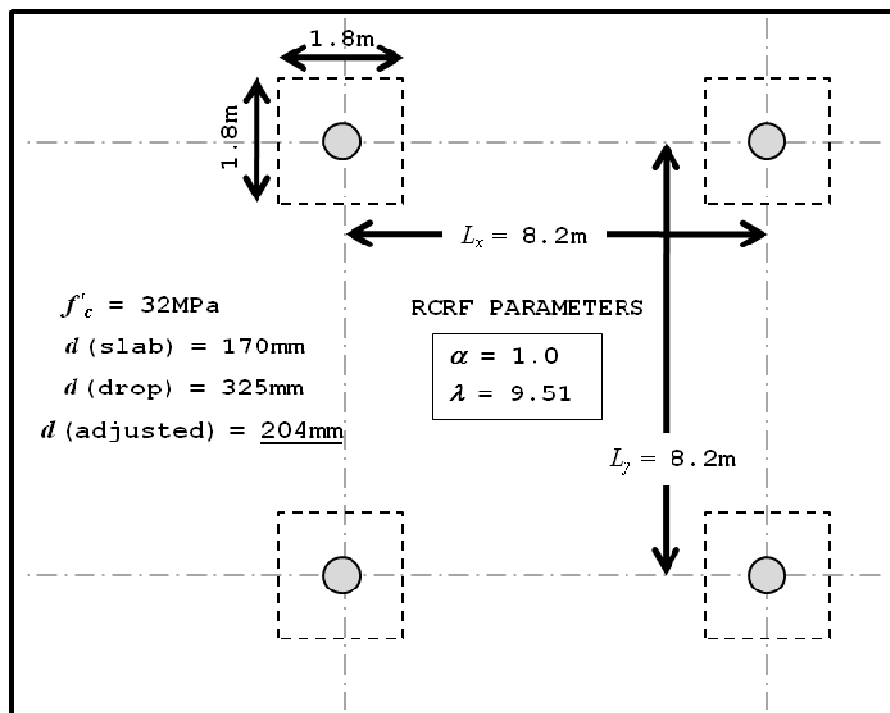 1.8m
1.8m
Lx = 8.2m
f'c = 32MPa
d (slab) = 170mm
d (drop) = 325mm
d (adjusted) = 204mm
RCRF PARAMETERS
α = 1.0
λ = 9.51
Ly = 8.2m